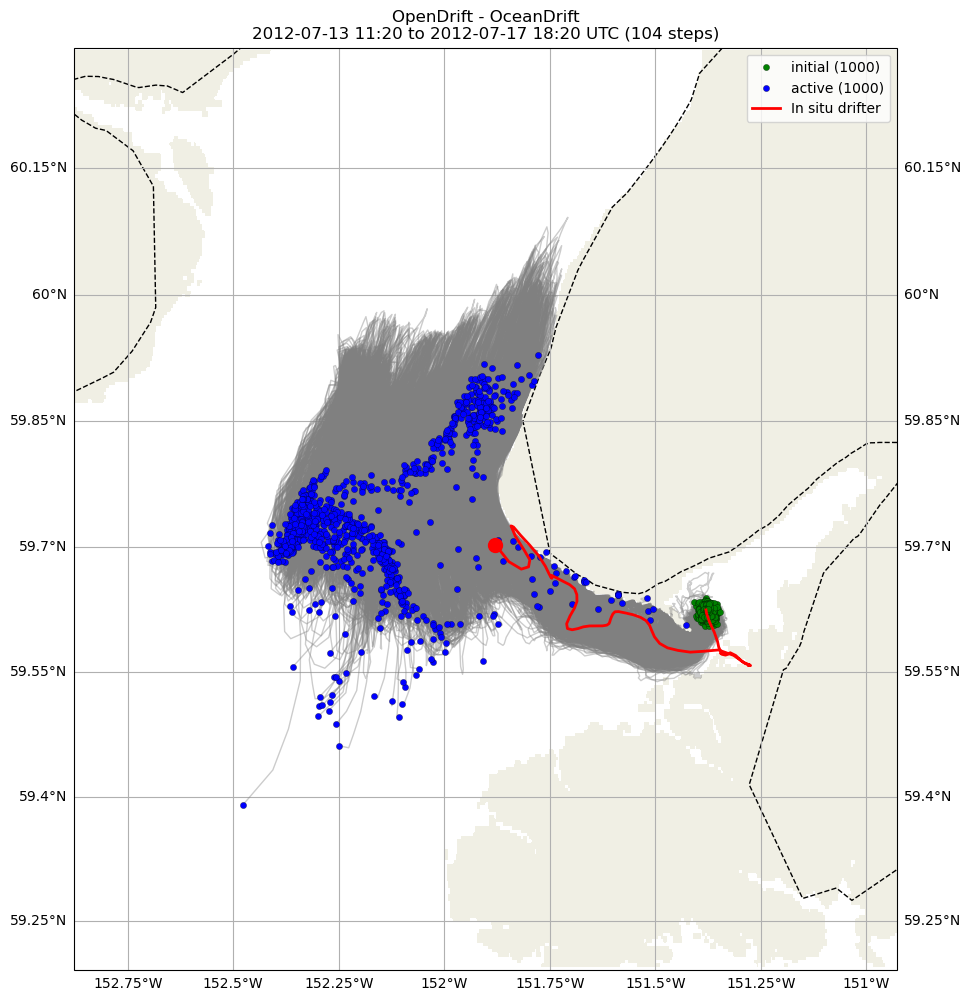 OpenDrift - OceanDrift
2012-07-13 11:20 to 2012-07-17 18:20 UTC (104 steps)
initial (1000)
active (1000)
In situ drifter
60.15°N 60.15°N
60°N 60°N
59.85°N 59.85°N
59.7°N 59.7°N
59.55°N 59.55°N
59.4°N 59.4°N
59.25°N 59.25°N
152.75°W 152.5°W 152.25°W 152°W 151.75°W 151.5°W 151.25°W 151°W